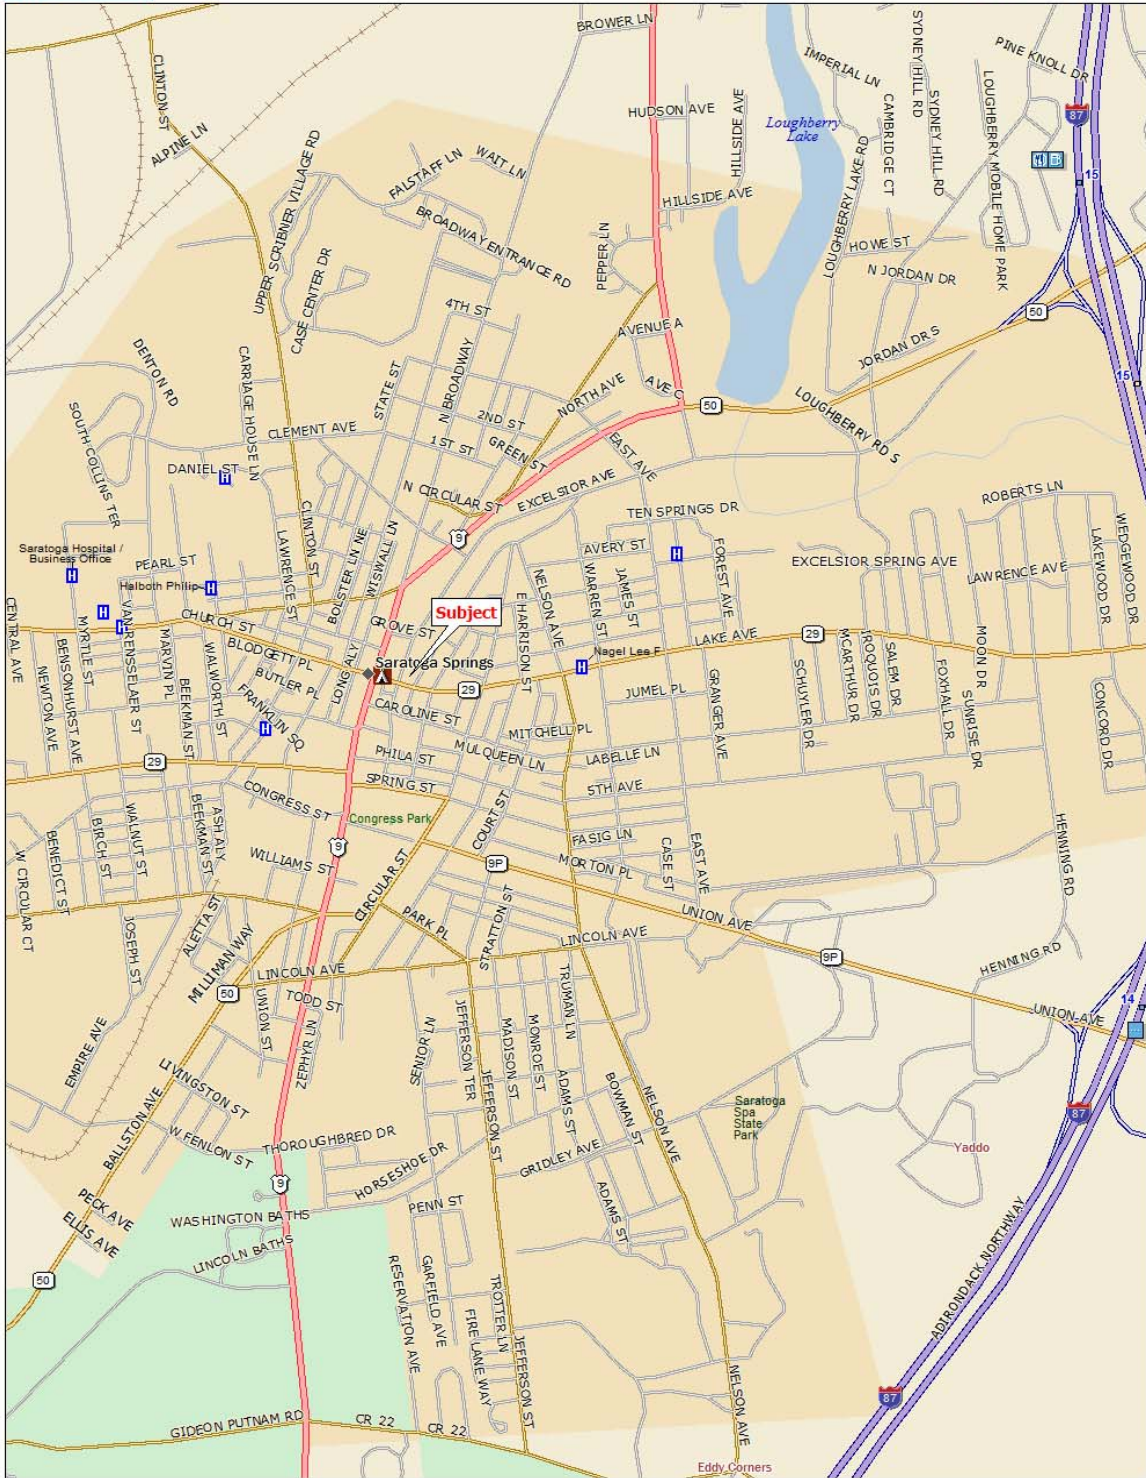 BROWER LN
CLINTON ST
ALPINE LN
UPPER SCRIBNER VILLAGE RD
FALSTAFF LN
WAIT LN
HUDSON AVE
HILLSIDE AVE
Loughberry
Lake
IMPERIAL LN
SYDNEY HILL RD
SYDNEY HILL RD
CAMBRIDGE CT
LOUGHBERRY MOBILE HOME PARK
PINE KNOLL DR
87
15
HILLSIDE AVE
LOUGHBERRY LAKE RD
BROADWAY ENTRANCE RD
CASE CENTER DR
PEPPER LN
HOWE ST
N JORDAN DR
4TH ST
AVENUE A
50
JORDAN DR S
15
DENTON RD
CARRIAGE HOUSE LN
STATE ST
N BROADWAY
NORTH AVE
AVE C
50
LOUGHBERRY RD S
SOUTH COLLINS TER
CLEMENT AVE
2ND ST
1ST ST
GREEN ST
EAST AVE
DANIEL ST
H
N CIRCULAR ST
EXCELSIOR AVE
ROBERTS LN
CLINTON ST
LAWRENCE ST
BOLSTER LN NE
WISWALL LN
9
TEN SPRINGS DR
AVERY ST
H
FOREST AVE
EXCELSIOR SPRING AVE
LAWRENCE AVE
LAKEWOOD DR
WEDGEWOOD DR
Saratoga Hospital /
Business Office
H
PEARL ST
Halboth Philip
H
NELSON AVE
WARREN ST
JAMES ST
E HARRISON ST
CENTRAL AVE
H
H
CHURCH ST
GROVE ST
Subject
LAKE AVE
29
MCARTHUR DR
IROQUOIS DR
SALEM DR
FOXHALL DR
MOON DR
SUNRISE DR
MYRTLE ST
BENSONHURST AVE
NEWTON AVE
VAN RENSSELAER ST
MARVIN PL
BEEKMAN ST
WALWORTH ST
BLODGETT PL
BUTLER PL
LONG ALY
Saratoga Springs
29
Nagel Lee F
H
JUMEL PL
GRANGER AVE
SCHUYLER DR
CONCORD DR
FRANKLIN SQ
H
CAROLINE ST
MITCHELL PL
PHILA ST
MULQUEEN LN
LABELLE LN
29
SPRING ST
5TH AVE
CONGRESS ST
Congress Park
COURT ST
FASIG LN
HENNING RD
W CIRCULAR CT
BENEDICT ST
BIRCH ST
WALNUT ST
BEEKMAN ST
ASH ALY
WILLIAMS ST
9
9P
MORTON PL
CASE ST
EAST AVE
CIRCULAR ST
UNION AVE
JOSEPH ST
ALETTA ST
MILLIMAN WAY
PARK PL
STRATTON ST
LINCOLN AVE
9P
HENNING RD
50
LINCOLN AVE
TODD ST
UNION ST
ZEPHYR LN
TRUMAN LN
14
UNION AVE
EMPIRE AVE
SENIOR LN
JEFFERSON TER
MADISON ST
MONROE ST
LIVINGSTON ST
JEFFERSON ST
ADAMS ST
BOWMAN ST
NELSON AVE
Saratoga
Spa
State
Park
87
BALLSTON AVE
W FENLON ST
THOROUGHBRED DR
Yaddo
9
HORSESHOE DR
GRIDLEY AVE
PECK AVE
ELLIS AVE
WASHINGTON BATHS
PENN ST
ADAMS ST
LINCOLN BATHS
50
RESERVATION AVE
GARFIELD AVE
FIRE LANE WAY
TROTTER LN
JEFFERSON ST
NELSON AVE
ADIRONDACK NORTHWAY
87
GIDEON PUTNAM RD
CR 22
CR 22
Eddy Corners